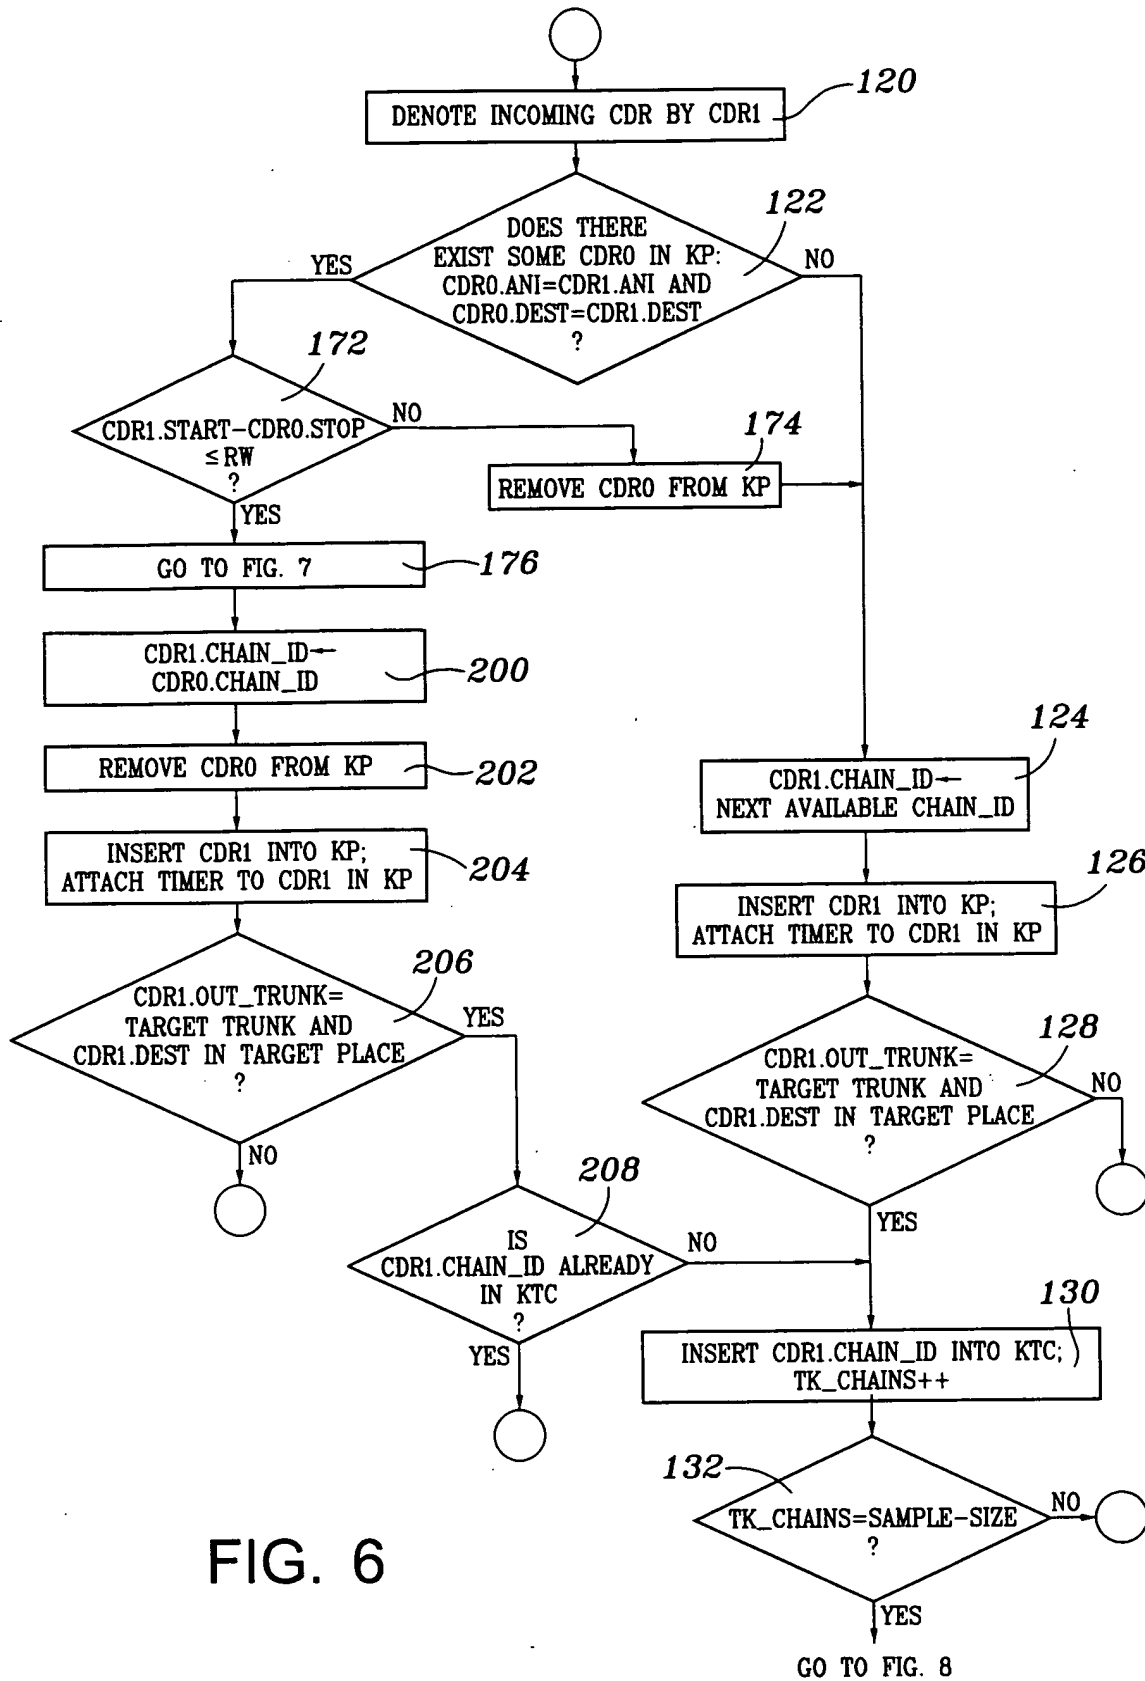 120
DENOTE INCOMING CDR BY CDR1
122
DOES THERE
EXIST SOME CDR0 IN KP:
CDR0.ANI=CDR1.ANI AND
CDR0.DEST=CDR1.DEST
?
YES
NO
172
CDR1.START-CDR0.STOP
≤RW
?
NO
YES
174
REMOVE CDR0 FROM KP
GO TO FIG. 7
176
CDR1.CHAIN_ID←
CDR0.CHAIN_ID
200
REMOVE CDR0 FROM KP
202
INSERT CDR1 INTO KP;
ATTACH TIMER TO CDR1 IN KP
204
124
CDR1.CHAIN_ID←
NEXT AVAILABLE CHAIN_ID
126
INSERT CDR1 INTO KP;
ATTACH TIMER TO CDR1 IN KP
206
CDR1.OUT_TRUNK=
TARGET TRUNK AND
CDR1.DEST IN TARGET PLACE
?
YES
NO
128
CDR1.OUT_TRUNK=
TARGET TRUNK AND
CDR1.DEST IN TARGET PLACE
?
NO
YES
208
IS
CDR1.CHAIN_ID ALREADY
IN KTC
?
NO
YES
130
INSERT CDR1.CHAIN_ID INTO KTC;
TK_CHAINS++
132
TK_CHAINS=SAMPLE-SIZE
?
NO
YES
GO TO FIG. 8
FIG. 6